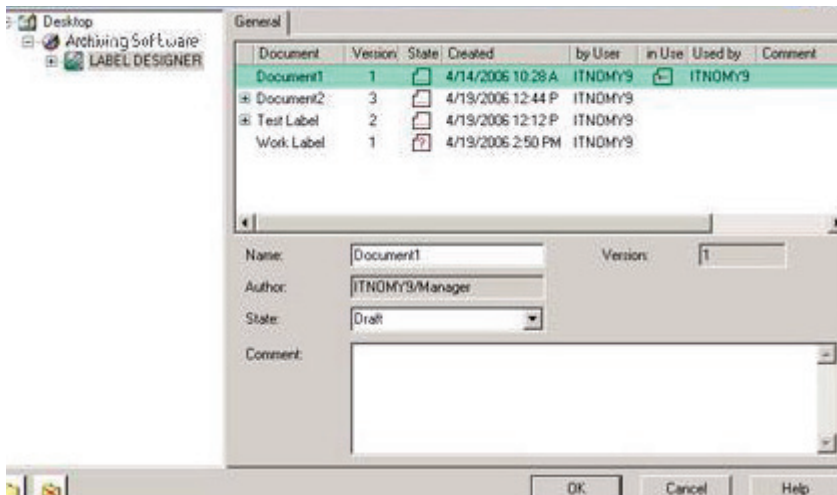 Desktop
Archiving Software
LABEL DESIGNER
General
Document Version State Created by User in Use Used by Comment
Document1 1 4/14/2006 10:28 A ITNOMY9 ITNOMY9
Document2 3 4/19/2006 12:44 P ITNOMY9
Test Label 2 4/19/2006 12:12 P ITNOMY9
Work Label 1 ? 4/19/2006 2:50 PM ITNOMY9
Name: Document1 Version: 1
Author: ITNOMY9/Manager
State: Draft
Comment:
OK Cancel Help